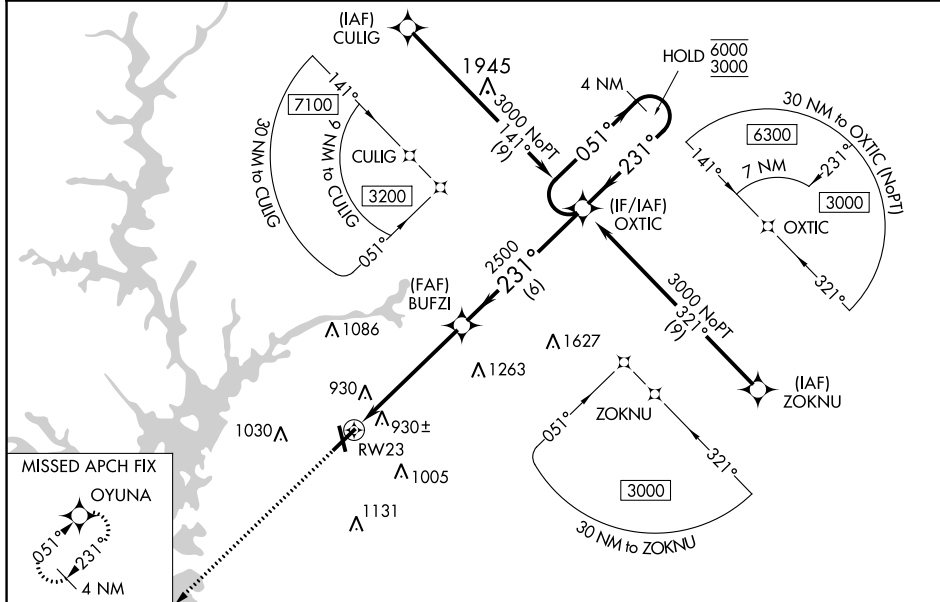 (IAF)
CULIG
1945
3000 NoPT
141°
(9)
HOLD 6000
3000
4 NM
051°
231°
(IF/IAF)
OXTIC
30 NM to CULIG
7100
141°
9 NM to CULIG
CULIG
3200
051°
30 NM to OXTIC (NoPT)
6300
141°
7 NM
231°
3000
OXTIC
321°
2500
231°
(6)
(FAF)
BUFZI
3000 NoPT
321°
(9)
(IAF)
ZOKNU
1086
1627
1263
930
930±
1030
RW23
1005
1131
ZOKNU
051°
321°
3000
30 NM to ZOKNU
MISSED APCH FIX
OYUNA
051°
231°
4 NM